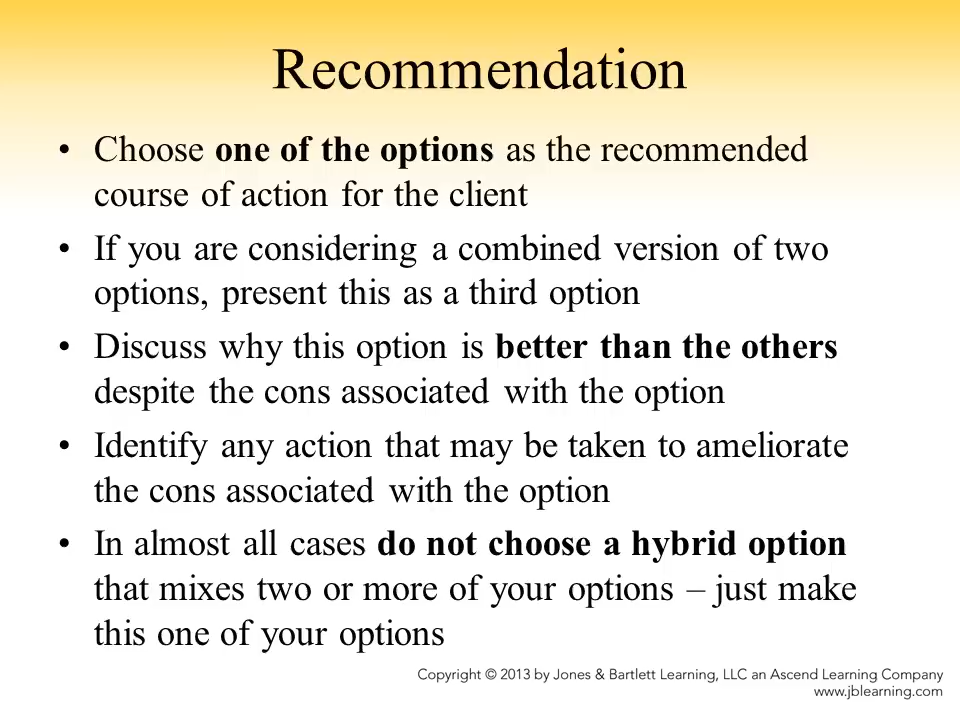 Recommendation
• Choose one of the options as the recommended
course of action for the client
• If you are considering a combined version of two
options, present this as a third option
• Discuss why this option is better than the others
despite the cons associated with the option
• Identify any action that may be taken to ameliorate
the cons associated with the option
• In almost all cases do not choose a hybrid option
that mixes two or more of your options – just make
this one of your options
Copyright © 2013 by Jones & Bartlett Learning, LLC an Ascend Learning Company
www.jblearning.com